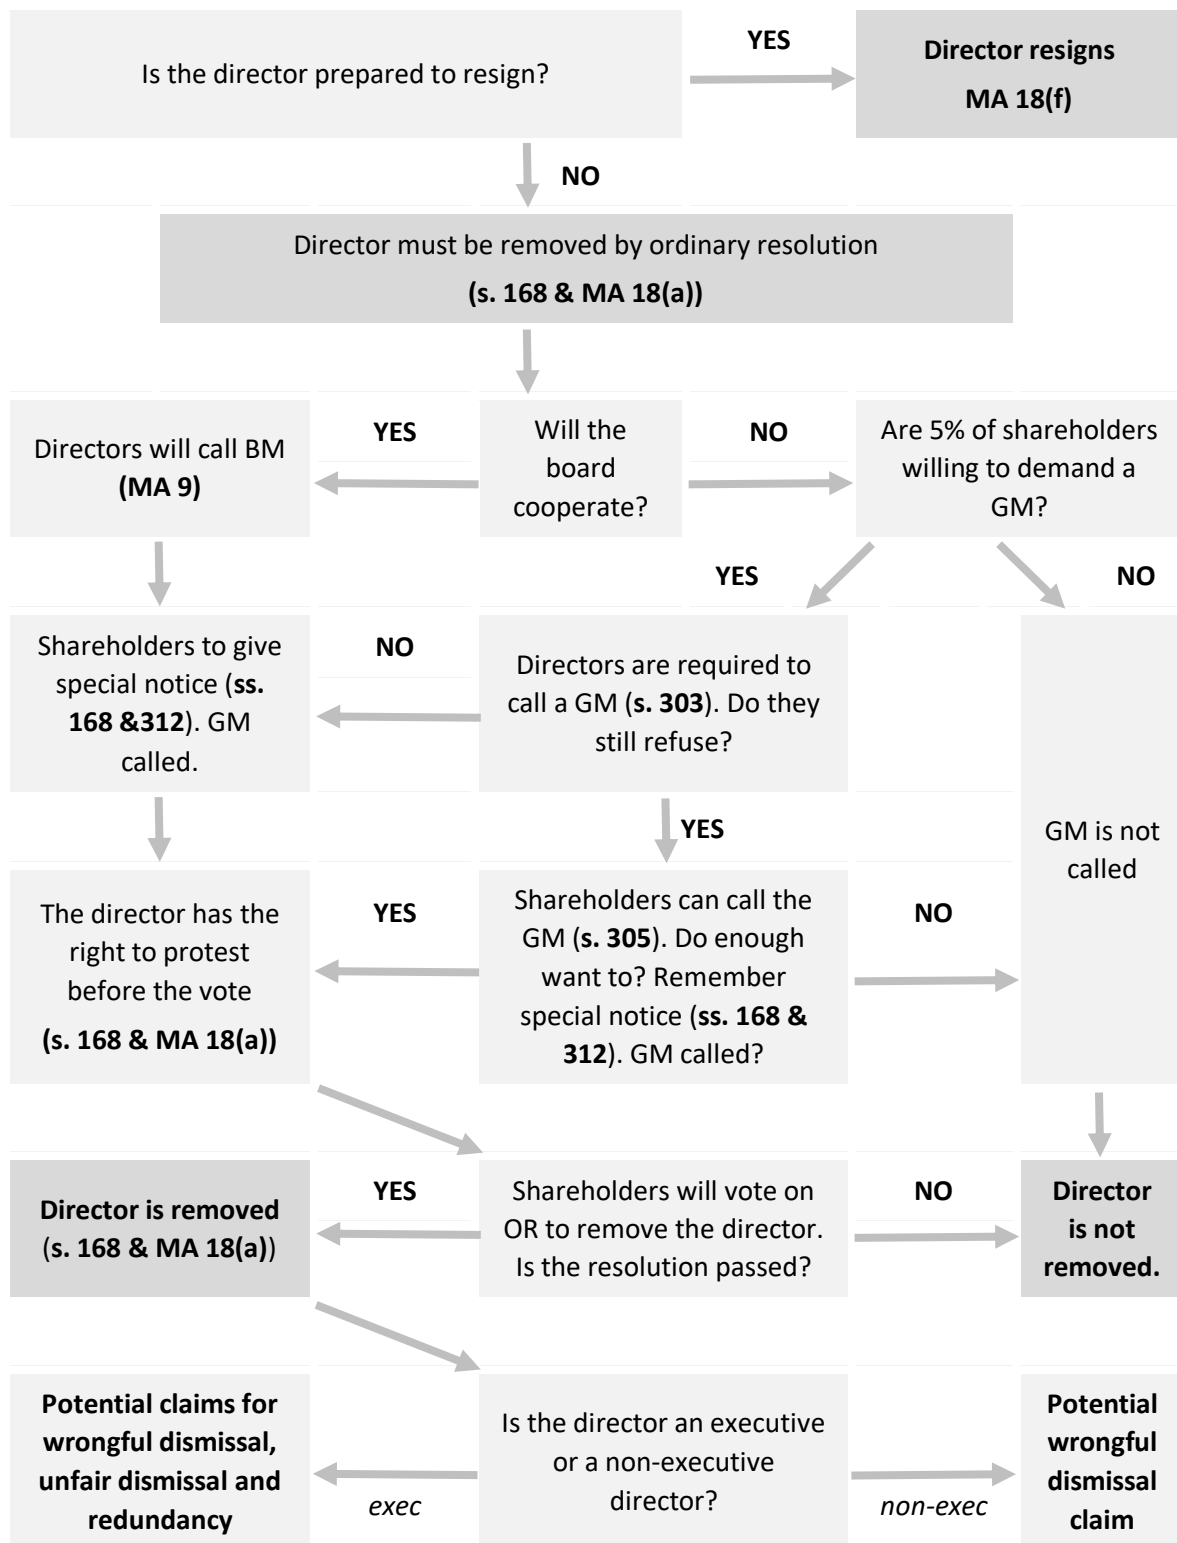 Is the director prepared to resign?
YES
Director resigns
MA 18(f)
NO
Director must be removed by ordinary resolution
(s. 168 & MA 18(a))
Directors will call BM
(MA 9)
YES
Will the
board
cooperate?
NO
Are 5% of shareholders
willing to demand a
GM?
YES
NO
Shareholders to give
special notice (ss.
168 &312). GM
called.
NO
Directors are required to
call a GM (s. 303). Do they
still refuse?
GM is not
called
YES
The director has the
right to protest
before the vote
(s. 168 & MA 18(a))
YES
Shareholders can call the
GM (s. 305). Do enough
want to? Remember
special notice (ss. 168 &
312). GM called?
NO
Director is removed
(s. 168 & MA 18(a))
YES
Shareholders will vote on
OR to remove the director.
Is the resolution passed?
NO
Director
is not
removed.
Potential claims for
wrongful dismissal,
unfair dismissal and
redundancy
exec
Is the director an executive
or a non-executive
director?
non-exec
Potential
wrongful
dismissal
claim